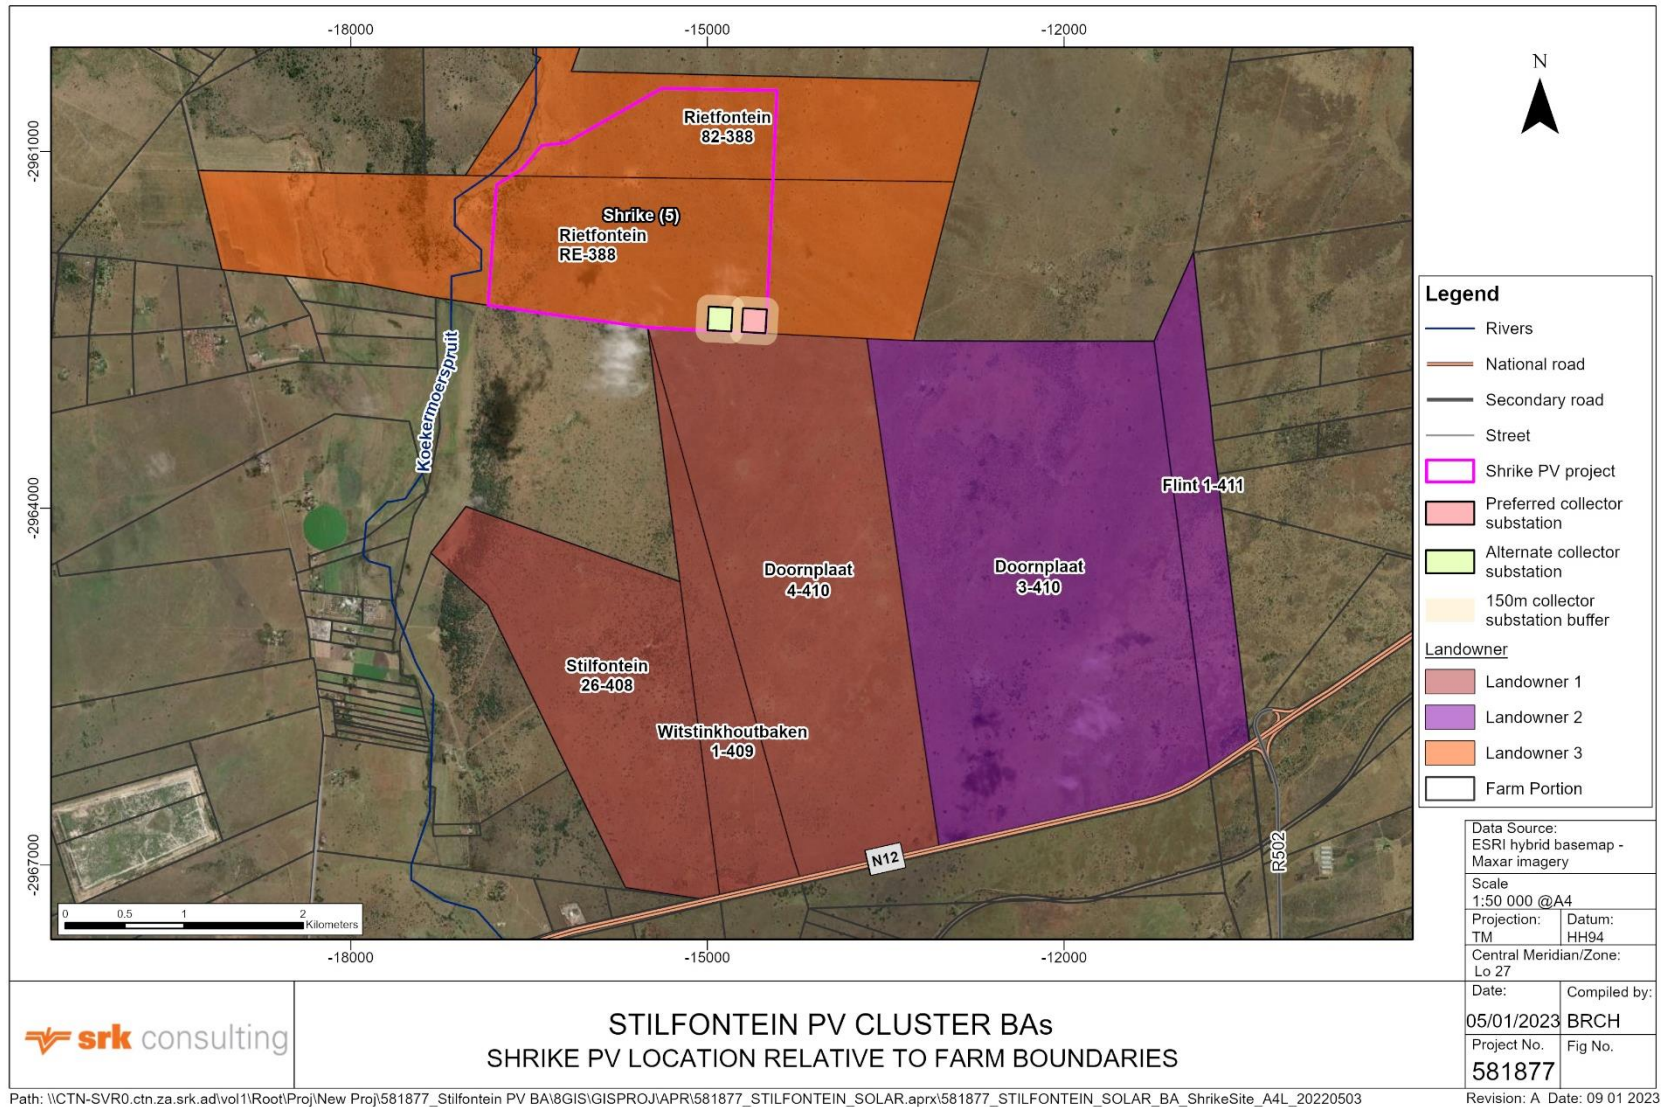 -18000
-15000
-12000
-2961000
-2964000
-2967000
N
Rietfontein
82-388
Shrike (5)
Rietfontein
RE-388
Koekermoerspruit
Flint 1-411
Doornplaat
4-410
Doornplaat
3-410
Stilfontein
26-408
Witstinkhoutbaken
1-409
N12
R502
0 0.5 1 2
Kilometers
-18000
-15000
-12000
Legend
Rivers
National road
Secondary road
Street
Shrike PV project
Preferred collector
substation
Alternate collector
substation
150m collector
substation buffer
Landowner
Landowner 1
Landowner 2
Landowner 3
Farm Portion
Data Source:
ESRI hybrid basemap -
Maxar imagery
Scale
1:50 000 @A4
Projection:
TM
Datum:
HH94
Central Meridian/Zone:
Lo 27
Date:
05/01/2023
Compiled by:
BRCH
Project No.
581877
Fig No.
srk consulting
STILFONTEIN PV CLUSTER BAs
SHRIKE PV LOCATION RELATIVE TO FARM BOUNDARIES
Path: \\CTN-SVR0.ctn.za.srk.ad\vol1\Root\Proj\New Proj\581877_Stilfontein PV BA\8GIS\GISPROJ\APR\581877_STILFONTEIN_SOLAR.aprx\581877_STILFONTEIN_SOLAR_BA_ShrikeSite_A4L_20220503
Revision: A Date: 09 01 2023